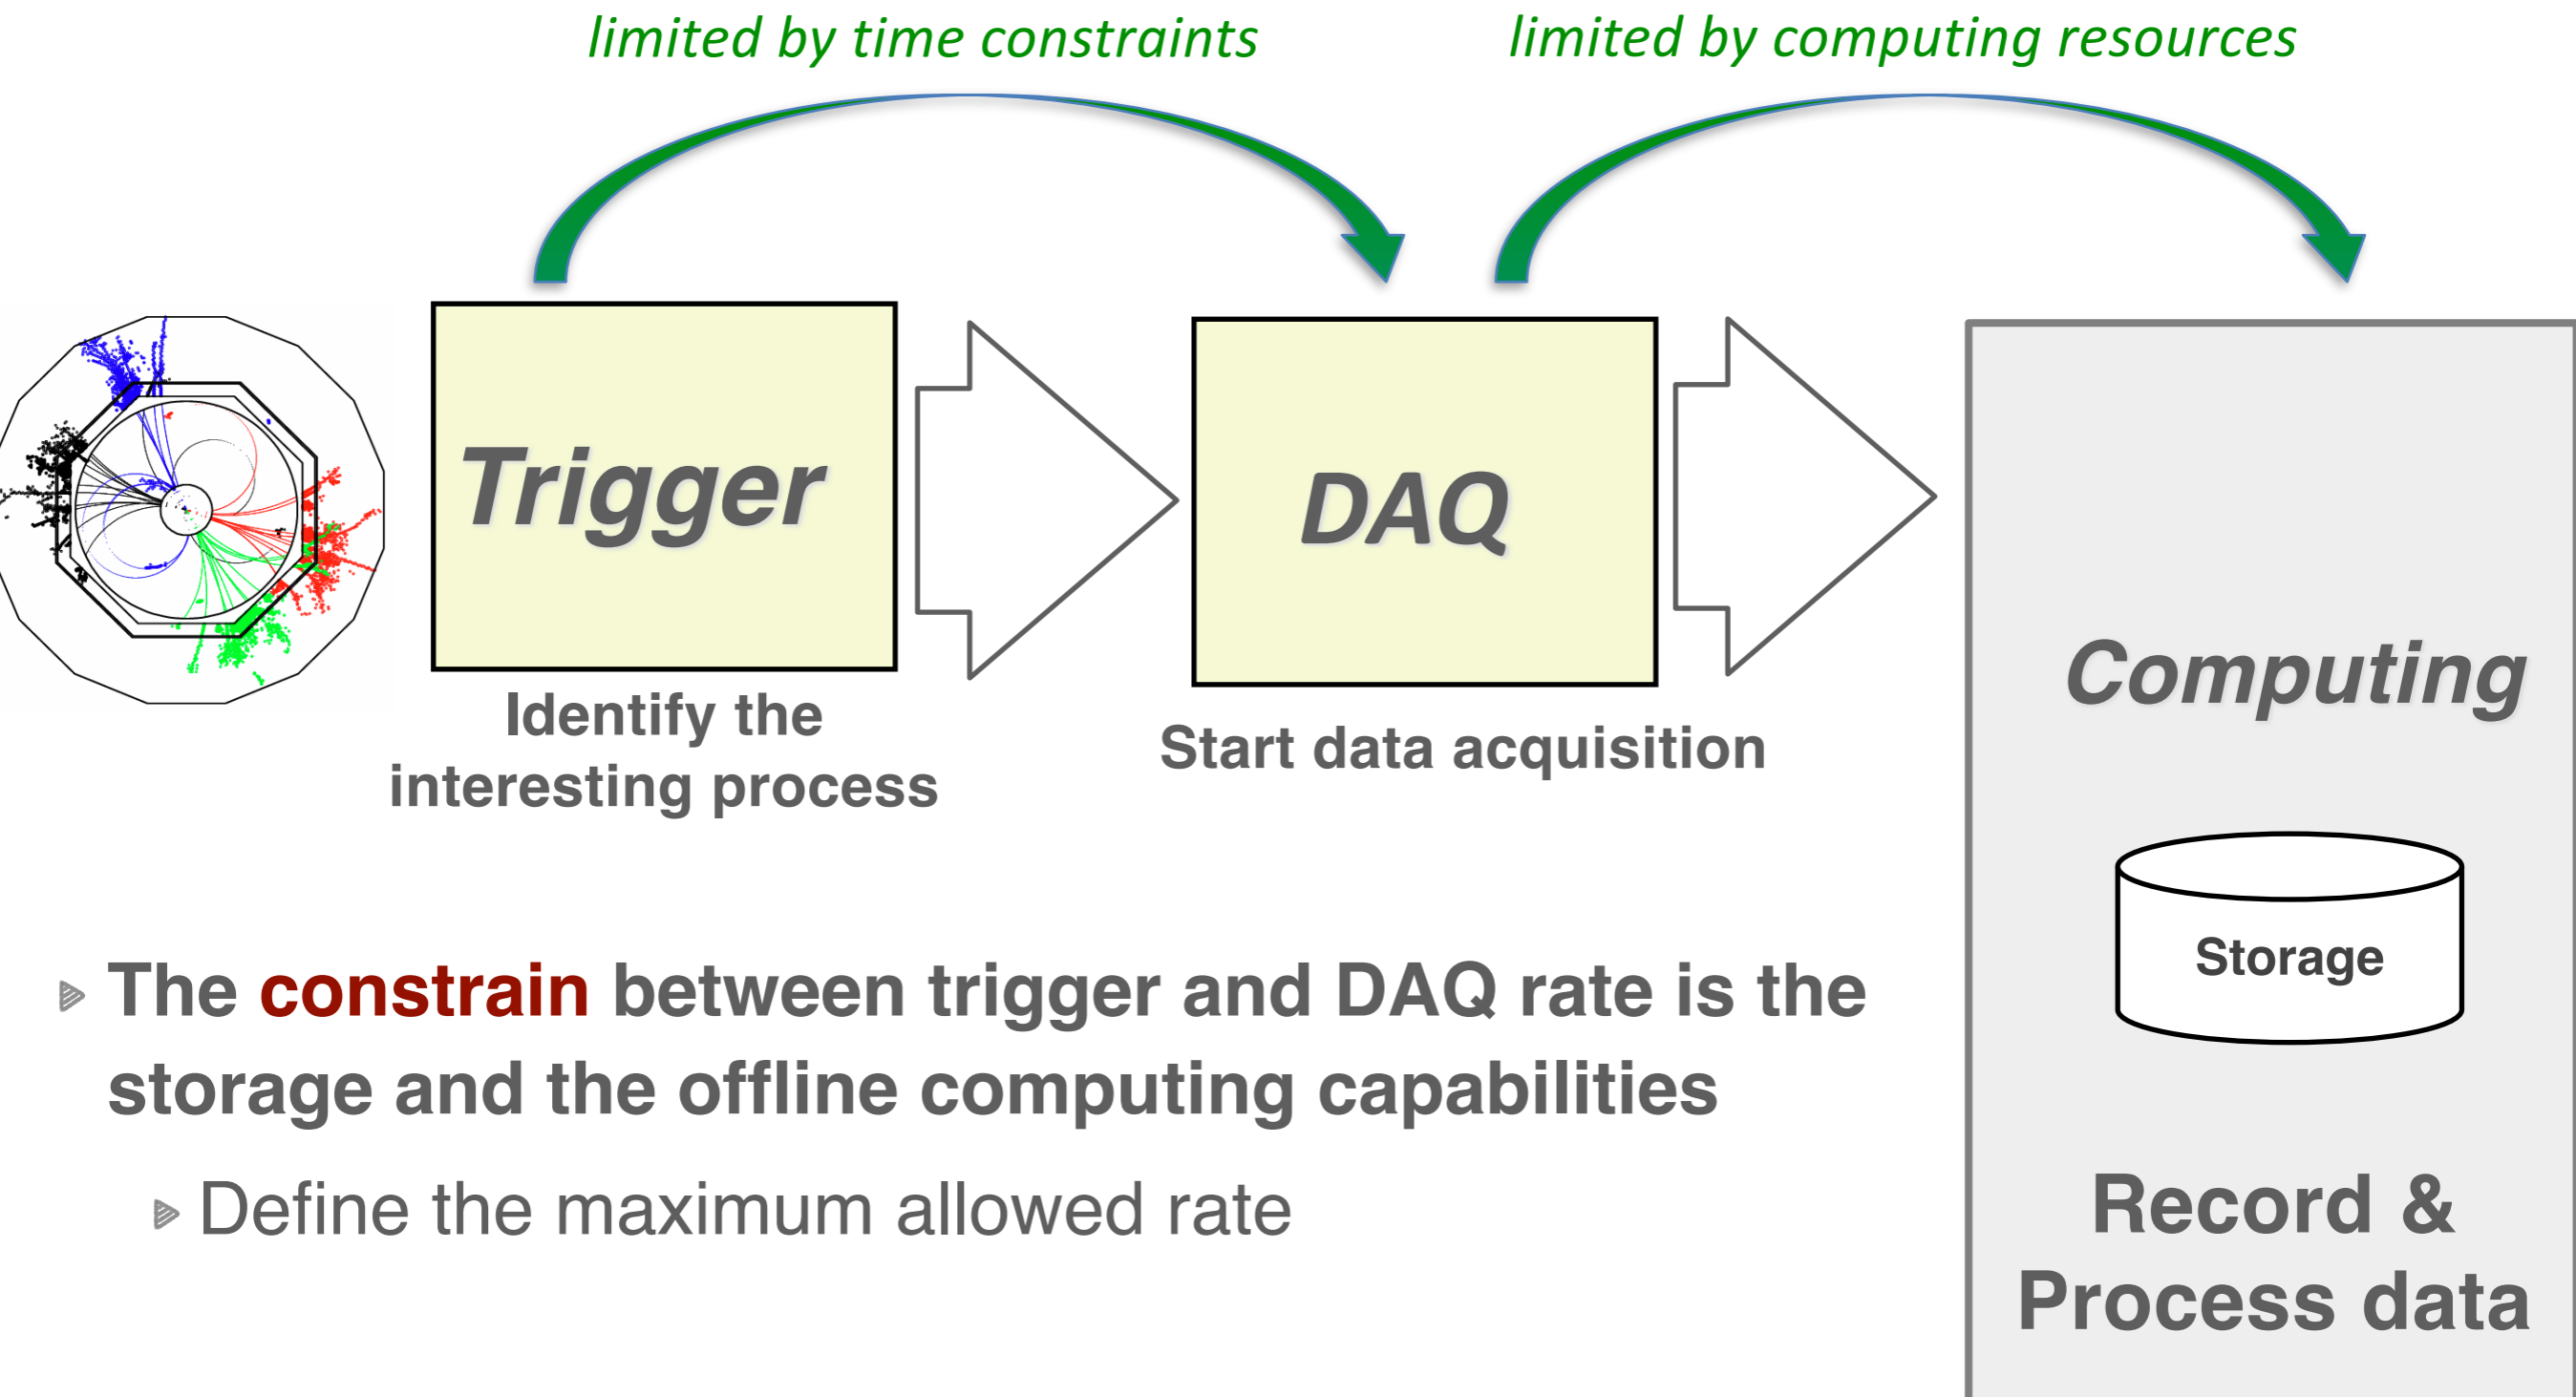 limited by time constraints
limited by computing resources
Trigger
DAQ
Identify the
interesting process
Start data acquisition
Computing
Storage
Record &
Process data
The constrain between trigger and DAQ rate is the
storage and the offline computing capabilities
Define the maximum allowed rate